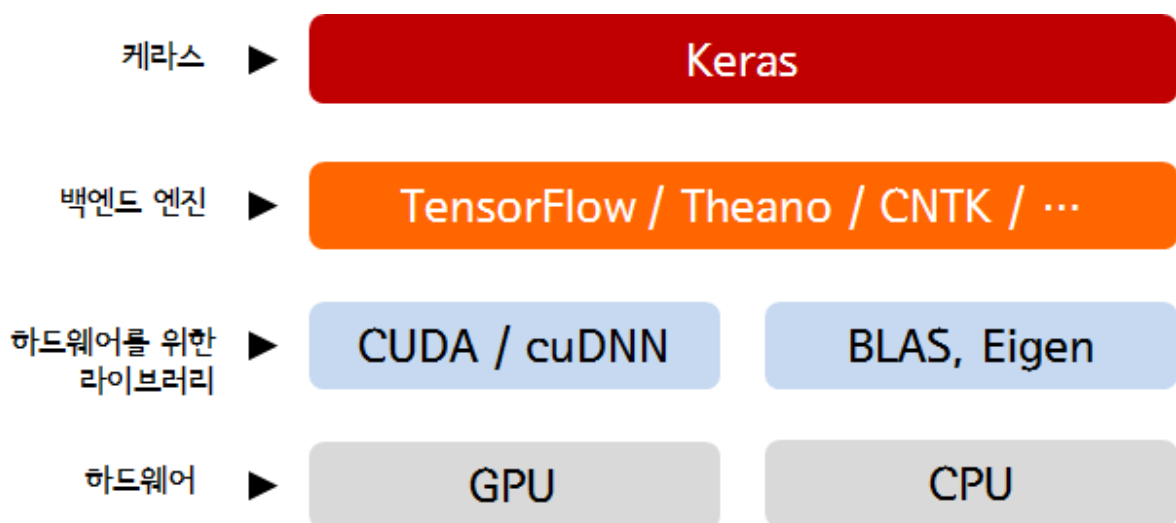 케라스 ▶ Keras
백엔드 엔진 ▶ TensorFlow / Theano / CNTK / ⋯
하드웨어를 위한
라이브러리 ▶ CUDA / cuDNN BLAS, Eigen
하드웨어 ▶ GPU CPU